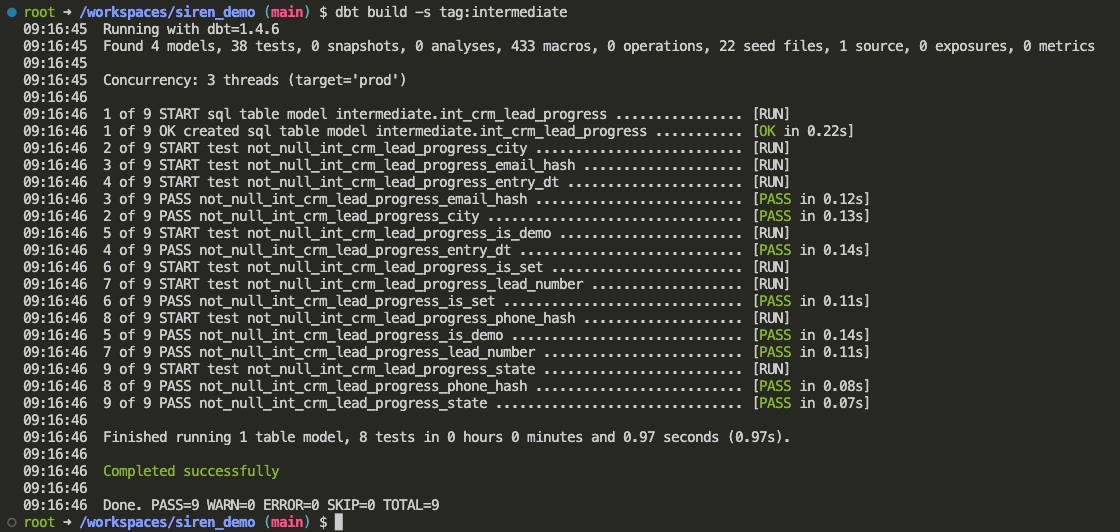 root ➜ /workspaces/siren_demo (main) $ dbt build -s tag:intermediate
09:16:45  Running with dbt=1.4.6
09:16:45  Found 4 models, 38 tests, 0 snapshots, 0 analyses, 433 macros, 0 operations, 22 seed files, 1 source, 0 exposures, 0 metrics
09:16:45
09:16:45  Concurrency: 3 threads (target='prod')
09:16:46
09:16:46  1 of 9 START sql table model intermediate.int_crm_lead_progress ................ [RUN]
09:16:46  1 of 9 OK created sql table model intermediate.int_crm_lead_progress ........... [OK in 0.22s]
09:16:46  2 of 9 START test not_null_int_crm_lead_progress_city .......................... [RUN]
09:16:46  3 of 9 START test not_null_int_crm_lead_progress_email_hash .................... [RUN]
09:16:46  4 of 9 START test not_null_int_crm_lead_progress_entry_dt ...................... [RUN]
09:16:46  3 of 9 PASS not_null_int_crm_lead_progress_email_hash .......................... [PASS in 0.12s]
09:16:46  2 of 9 PASS not_null_int_crm_lead_progress_city ................................ [PASS in 0.13s]
09:16:46  5 of 9 START test not_null_int_crm_lead_progress_is_demo ....................... [RUN]
09:16:46  4 of 9 PASS not_null_int_crm_lead_progress_entry_dt ............................ [PASS in 0.14s]
09:16:46  6 of 9 START test not_null_int_crm_lead_progress_is_set ........................ [RUN]
09:16:46  7 of 9 START test not_null_int_crm_lead_progress_lead_number ................... [RUN]
09:16:46  6 of 9 PASS not_null_int_crm_lead_progress_is_set .............................. [PASS in 0.11s]
09:16:46  8 of 9 START test not_null_int_crm_lead_progress_phone_hash .................... [RUN]
09:16:46  5 of 9 PASS not_null_int_crm_lead_progress_is_demo ............................. [PASS in 0.14s]
09:16:46  7 of 9 PASS not_null_int_crm_lead_progress_lead_number ......................... [PASS in 0.11s]
09:16:46  9 of 9 START test not_null_int_crm_lead_progress_state ......................... [RUN]
09:16:46  8 of 9 PASS not_null_int_crm_lead_progress_phone_hash .......................... [PASS in 0.08s]
09:16:46  9 of 9 PASS not_null_int_crm_lead_progress_state ............................... [PASS in 0.07s]
09:16:46
09:16:46  Finished running 1 table model, 8 tests in 0 hours 0 minutes and 0.97 seconds (0.97s).
09:16:46
09:16:46  Completed successfully
09:16:46
09:16:46  Done. PASS=9 WARN=0 ERROR=0 SKIP=0 TOTAL=9
root ➜ /workspaces/siren_demo (main) $